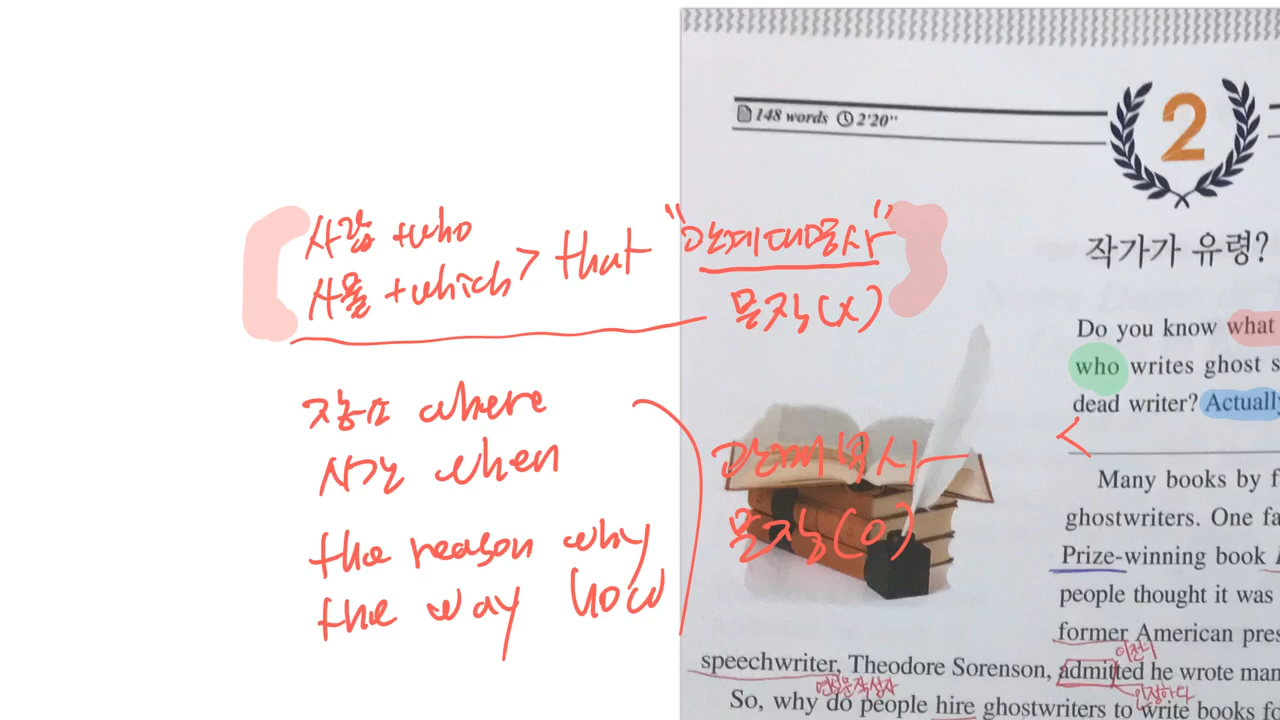 사람 +who
사물 +which > that "관계대명사"
문장(X)
장소 where
시간 when
the reason why
the way how
관계부사
문장(O)
148 words 2'20"
2
작가가 유령?
Do you know what
who writes ghost s
dead writer? Actually
Many books by f
ghostwriters. One fa
Prize-winning book
people thought it was
former American pres
이전의
speechwriter, Theodore Sorenson, admitted he wrote man
연설문작성자
인정하다
So, why do people hire ghostwriters to write books fo